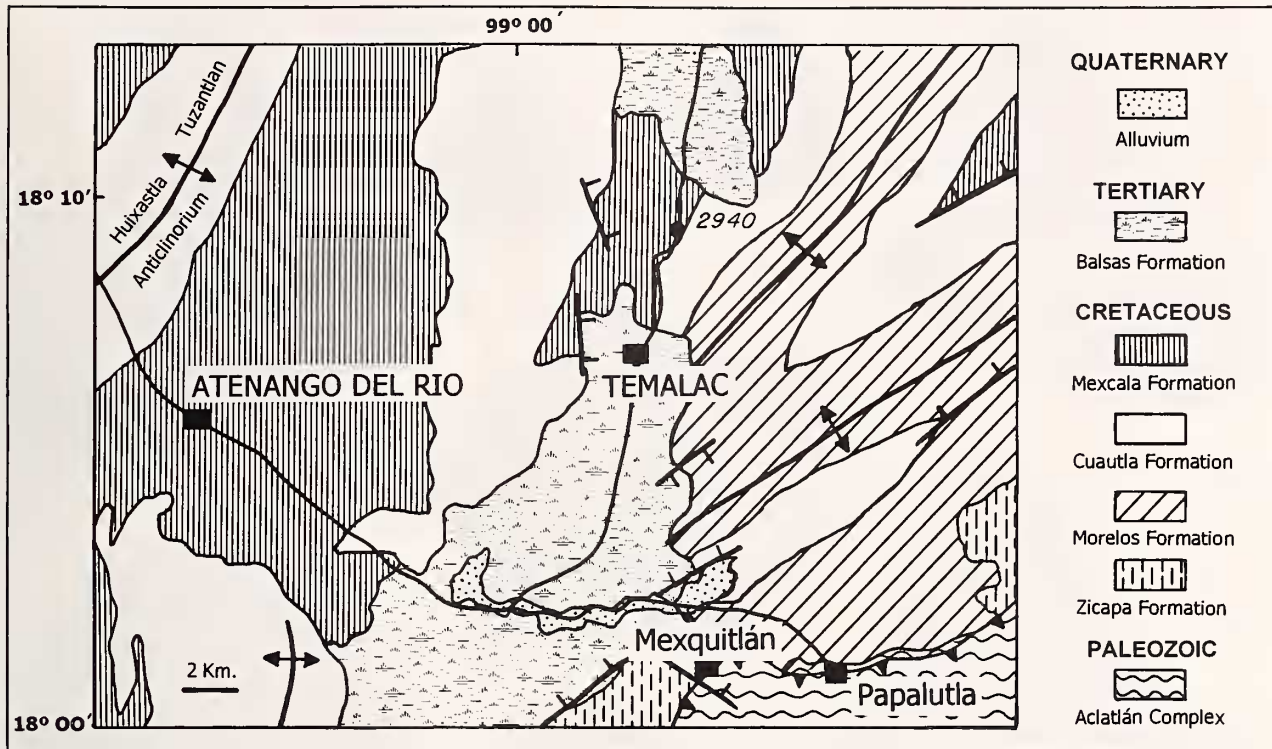 99° 00´
18° 10´
18° 00´
Huixastla Tuzantlan
Anticlinorium
2940
ATENANGO DEL RIO
TEMALAC
Mexquitlán
Papalutla
2 Km.
QUATERNARY
Alluvium
TERTIARY
Balsas Formation
CRETACEOUS
Mexcala Formation
Cuautla Formation
Morelos Formation
Zicapa Formation
PALEOZOIC
Aclatlán Complex